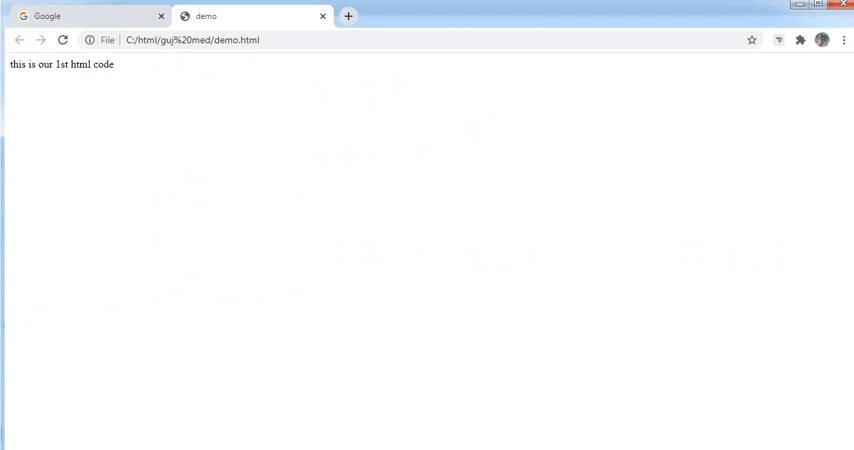 Google
demo
File
C:/html/guj%20med/demo.html
this is our 1st html code